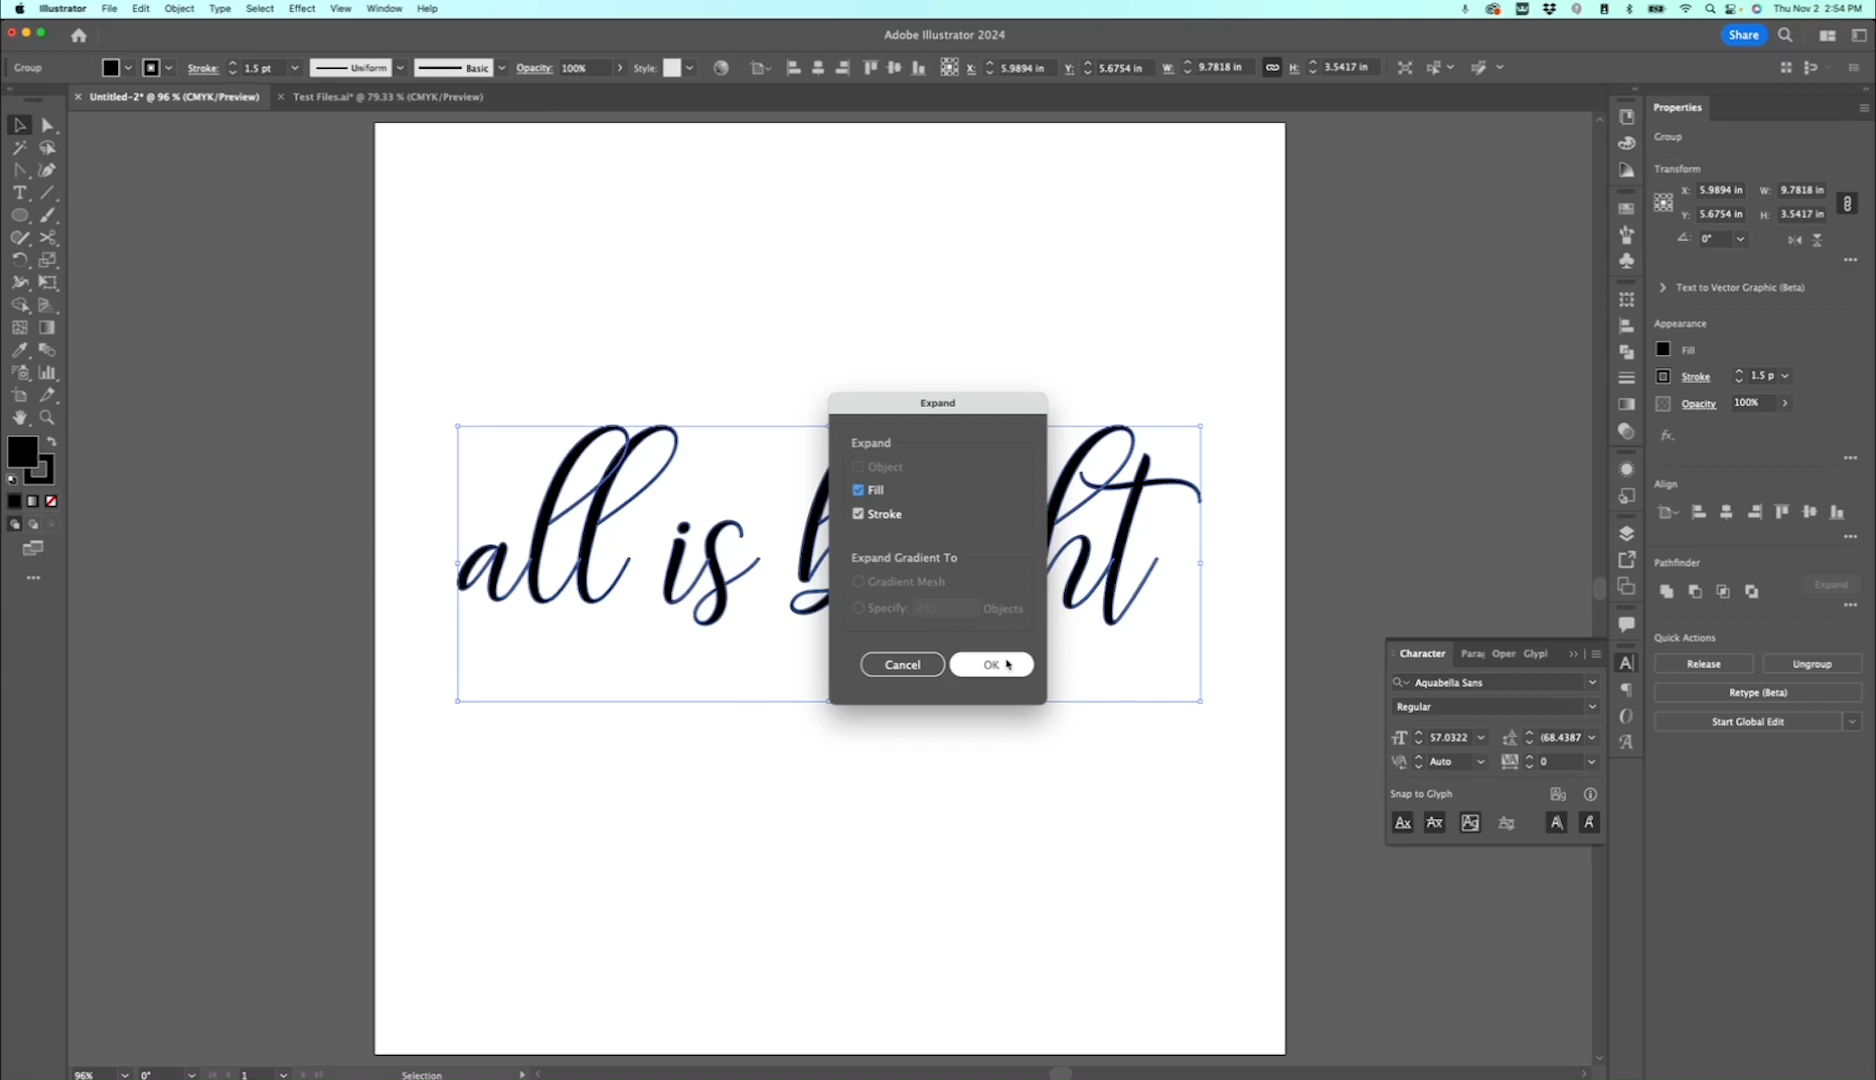 Illustrator File Edit Object Type Select Effect View Window Help Thu Nov 2 2:54 PM
Adobe Illustrator 2024 Share
Group Stroke: 1.5 pt Uniform Basic Opacity: 100% Style: X: 5.9894 in Y: 5.6754 in W: 9.7818 in H: 3.5417 in
Untitled-2* @ 96 % (CMYK/Preview) Test Files.ai* @ 79.33 % (CMYK/Preview)
Properties
Group
Transform
X: 5.9894 in W: 9.7818 in
Y: 5.6754 in H: 3.5417 in
0°
Text to Vector Graphic (Beta)
Appearance
Fill
Stroke 1.5 p
Opacity 100%
Align
Pathfinder
Expand
Quick Actions
Release Ungroup
Retype (Beta)
Start Global Edit
Expand
Expand
Object
Fill
Stroke
Expand Gradient To
Gradient Mesh
Specify: 255 Objects
Cancel OK
all is b ht
Character Para Oper Glypl
Aquabella Sans
Regular
57.0322 (68.4387
Auto 0
Snap to Glyph
96% 0° 1 Selection